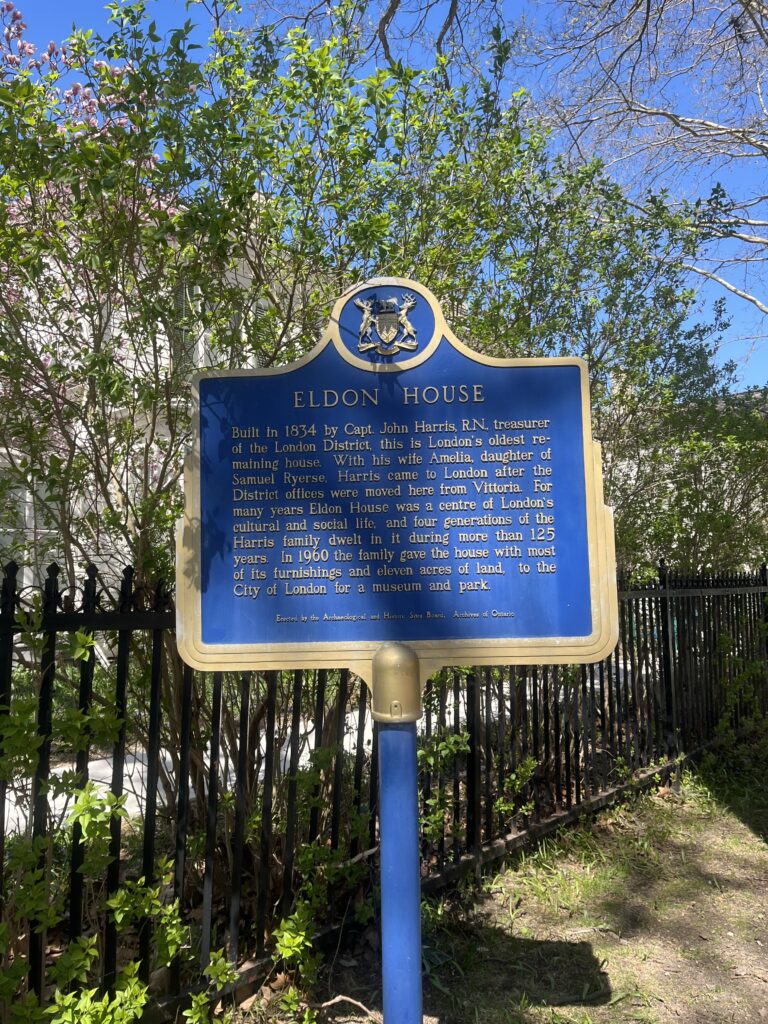 ELDON HOUSE
Built in 1834 by Capt. John Harris, R.N., treasurer
of the London District, this is London's oldest re-
maining house. With his wife Amelia, daughter of
Samuel Ryerse, Harris came to London after the
District offices were moved here from Vittoria. For
many years Eldon House was a centre of London's
cultural and social life, and four generations of the
Harris family dwelt in it during more than 125
years. In 1960 the family gave the house with most
of its furnishings and eleven acres of land, to the
City of London for a museum and park.
Erected by the Archaeological and Historic Sites Board, Archives of Ontario